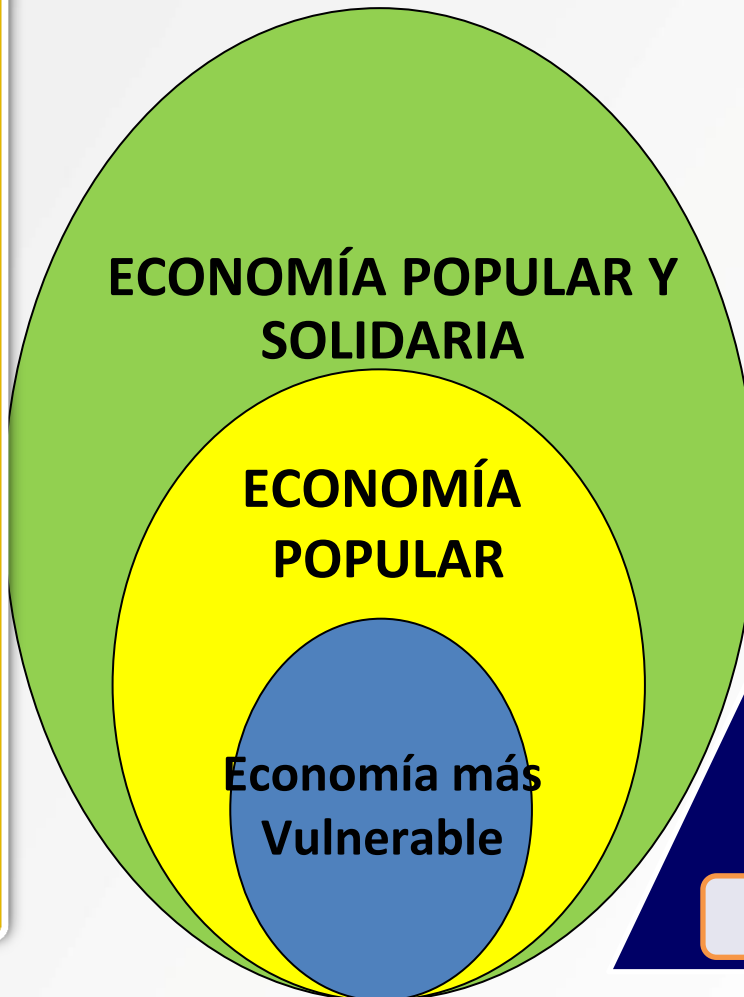 ECONOMÍA POPULAR Y
SOLIDARIA
ECONOMÍA
POPULAR
Economía más
Vulnerable